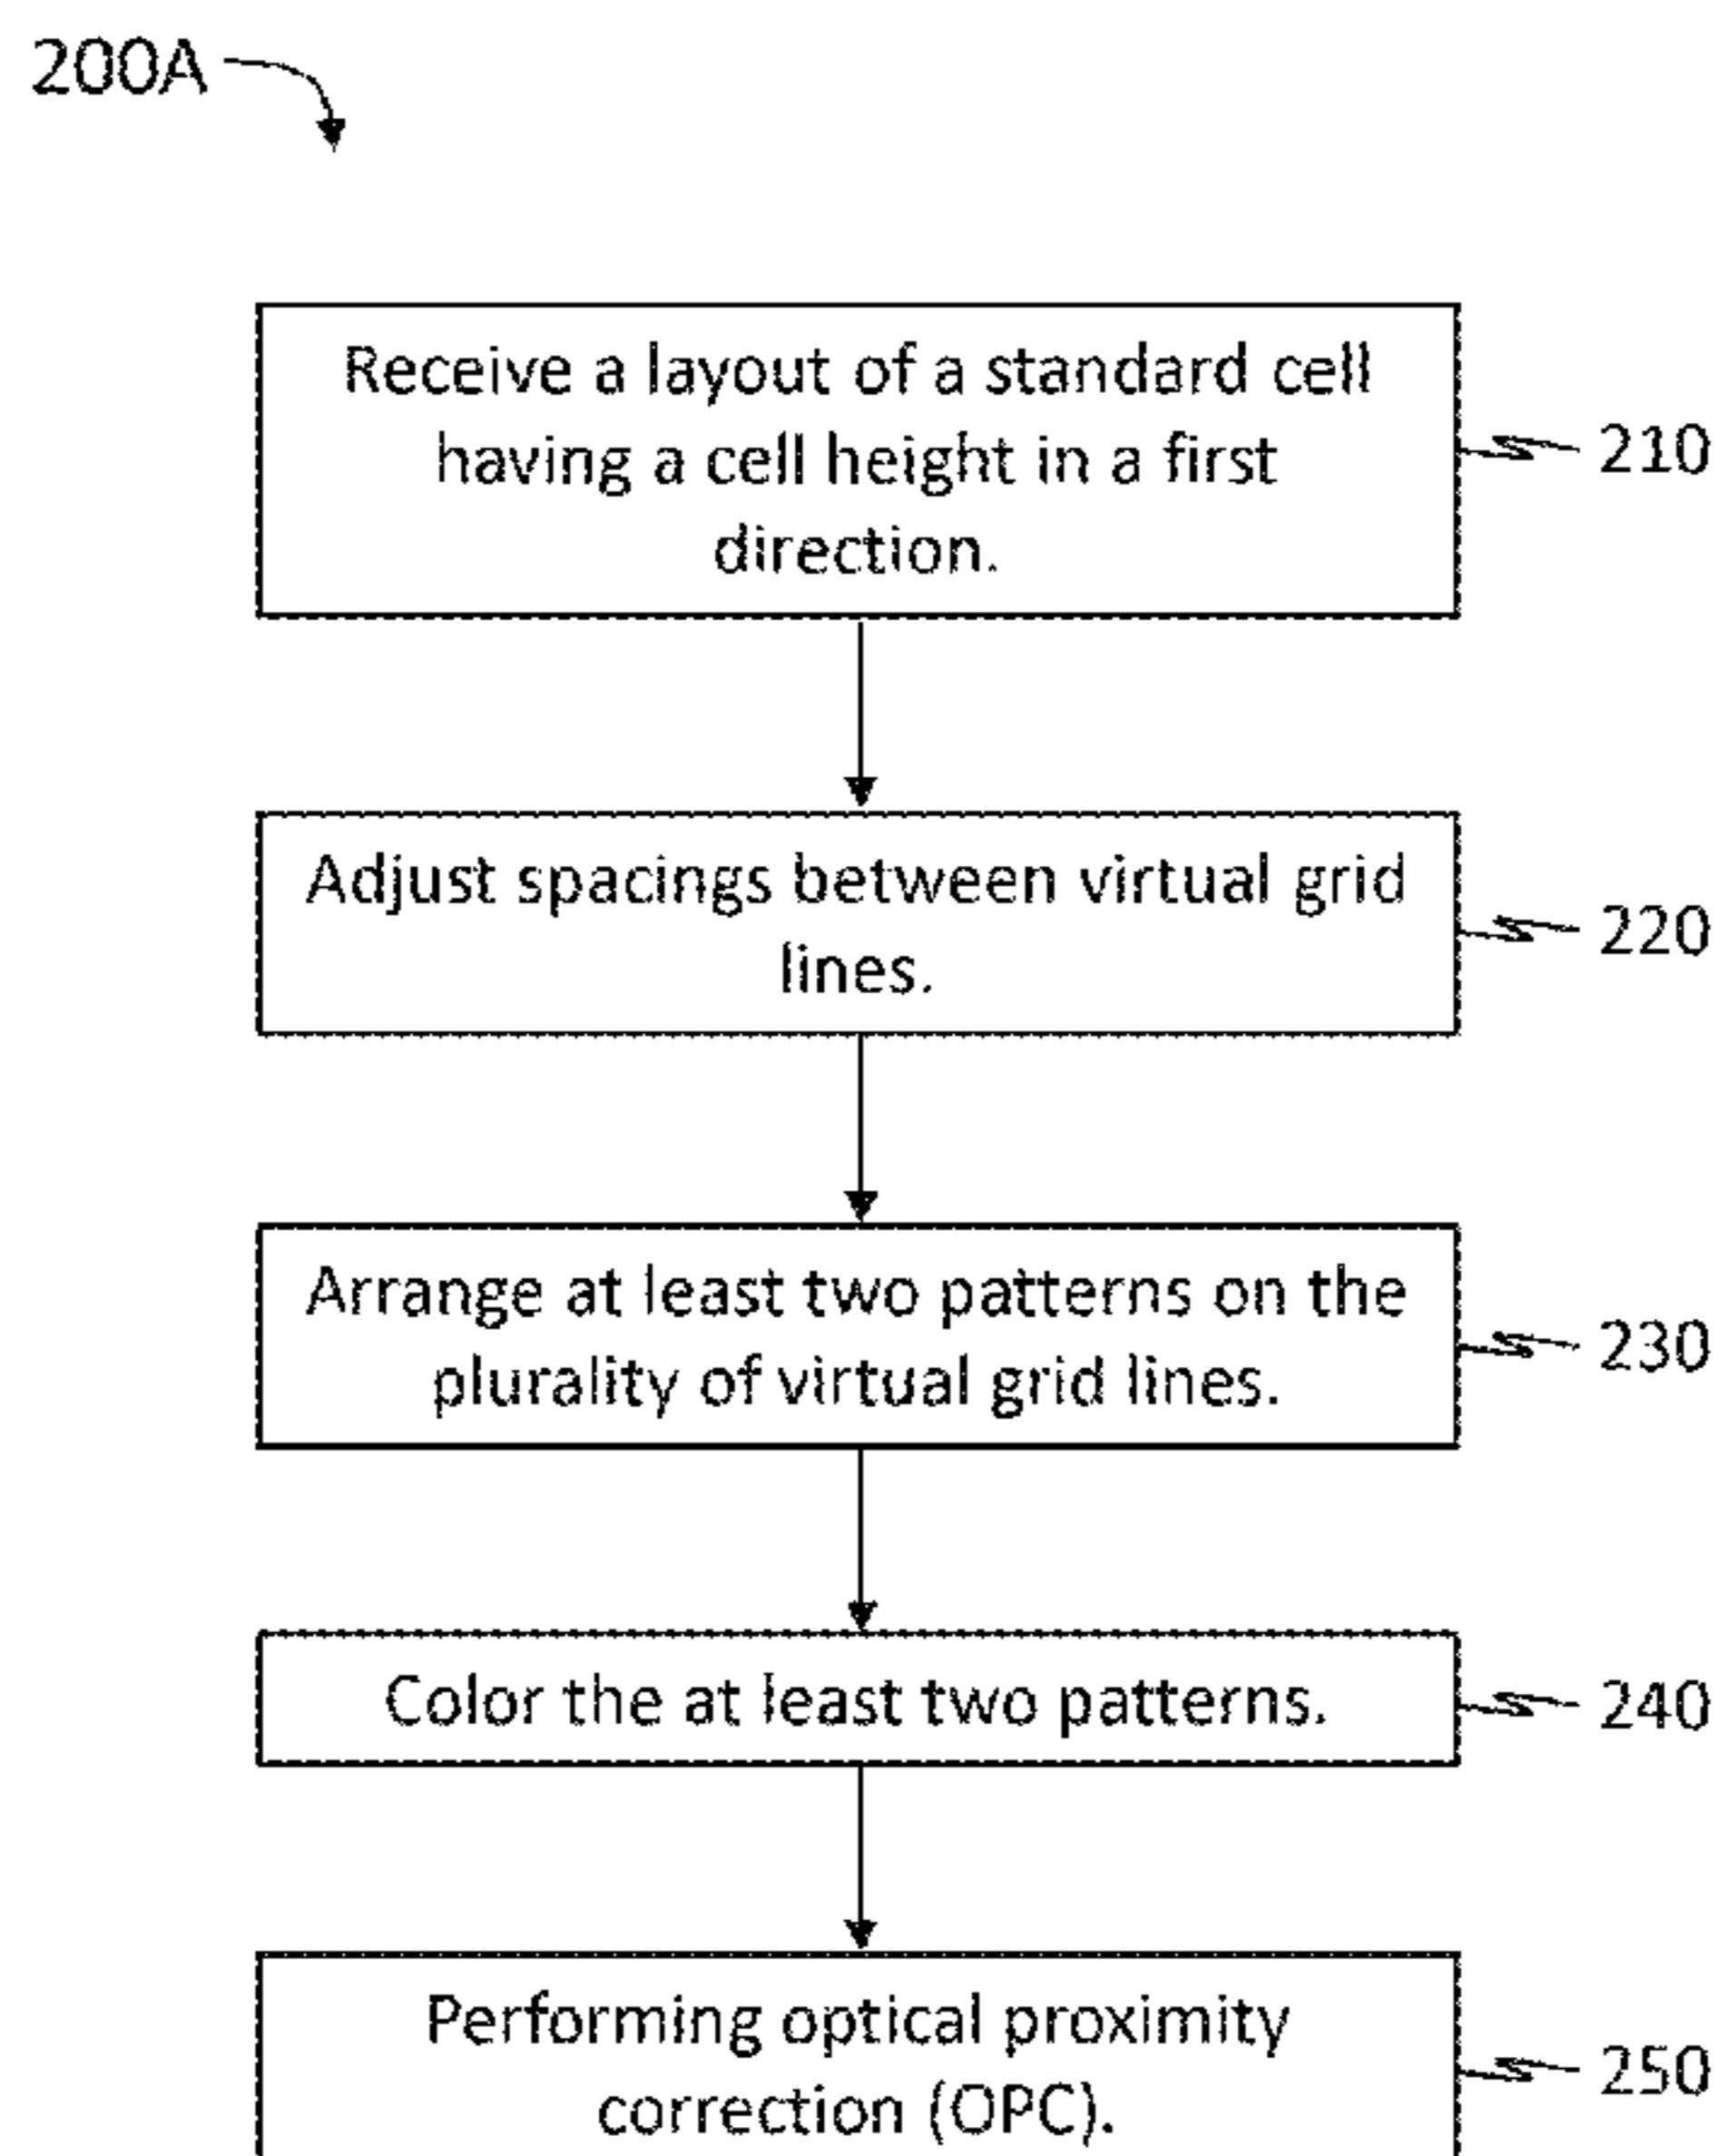 200A
Receive a layout of a standard cell
having a cell height in a first
direction.
210
Adjust spacings between virtual grid
lines.
220
Arrange at least two patterns on the
plurality of virtual grid lines.
230
Color the at least two patterns.
240
Performing optical proximity
correction (OPC).
250